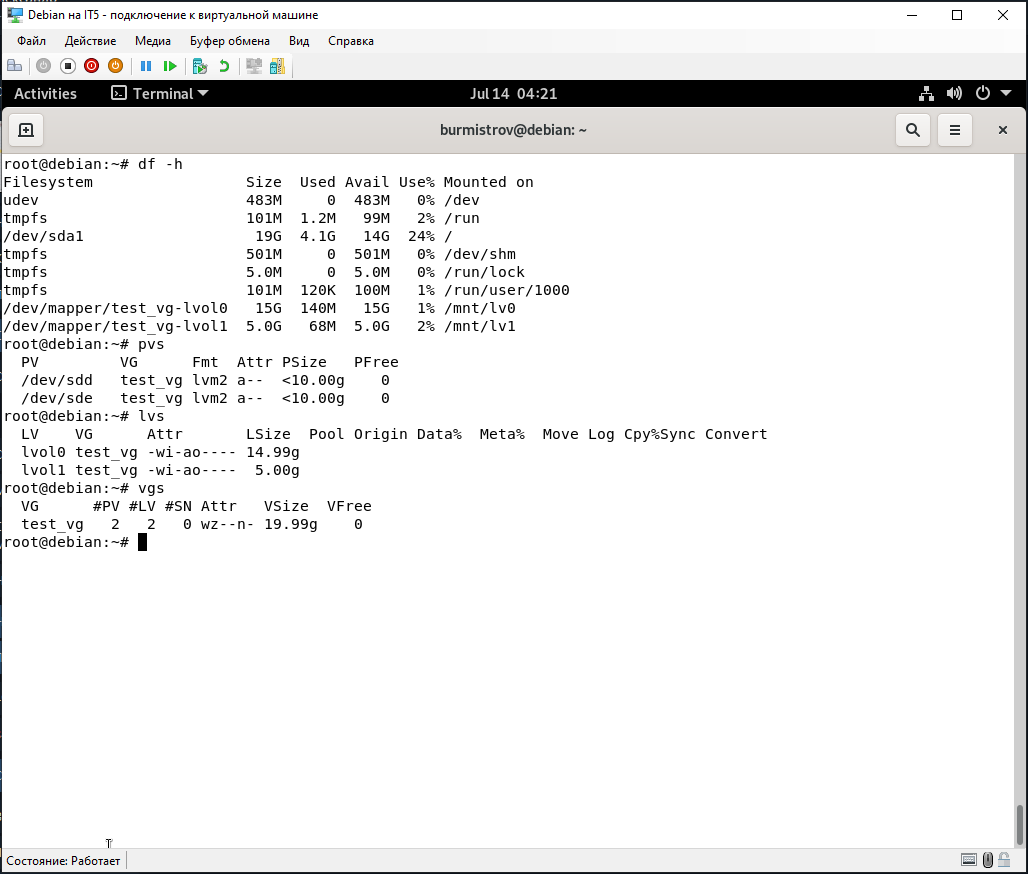 Debian на IT5 - подключение к виртуальной машине
Файл Действие Медиа Буфер обмена Вид Справка
Activities Terminal Jul 14 04:21
burmistrov@debian: ~
root@debian:~# df -h
Filesystem Size Used Avail Use% Mounted on
udev 483M 0 483M 0% /dev
tmpfs 101M 1.2M 99M 2% /run
/dev/sda1 19G 4.1G 14G 24% /
tmpfs 501M 0 501M 0% /dev/shm
tmpfs 5.0M 0 5.0M 0% /run/lock
tmpfs 101M 120K 100M 1% /run/user/1000
/dev/mapper/test_vg-lvol0 15G 140M 15G 1% /mnt/lv0
/dev/mapper/test_vg-lvol1 5.0G 68M 5.0G 2% /mnt/lv1
root@debian:~# pvs
PV VG Fmt Attr PSize PFree
/dev/sdd test_vg lvm2 a-- <10.00g 0
/dev/sde test_vg lvm2 a-- <10.00g 0
root@debian:~# lvs
LV VG Attr LSize Pool Origin Data% Meta% Move Log Cpy%Sync Convert
lvol0 test_vg -wi-ao---- 14.99g
lvol1 test_vg -wi-ao---- 5.00g
root@debian:~# vgs
VG #PV #LV #SN Attr VSize VFree
test_vg 2 2 0 wz--n- 19.99g 0
root@debian:~#
Состояние: Работает